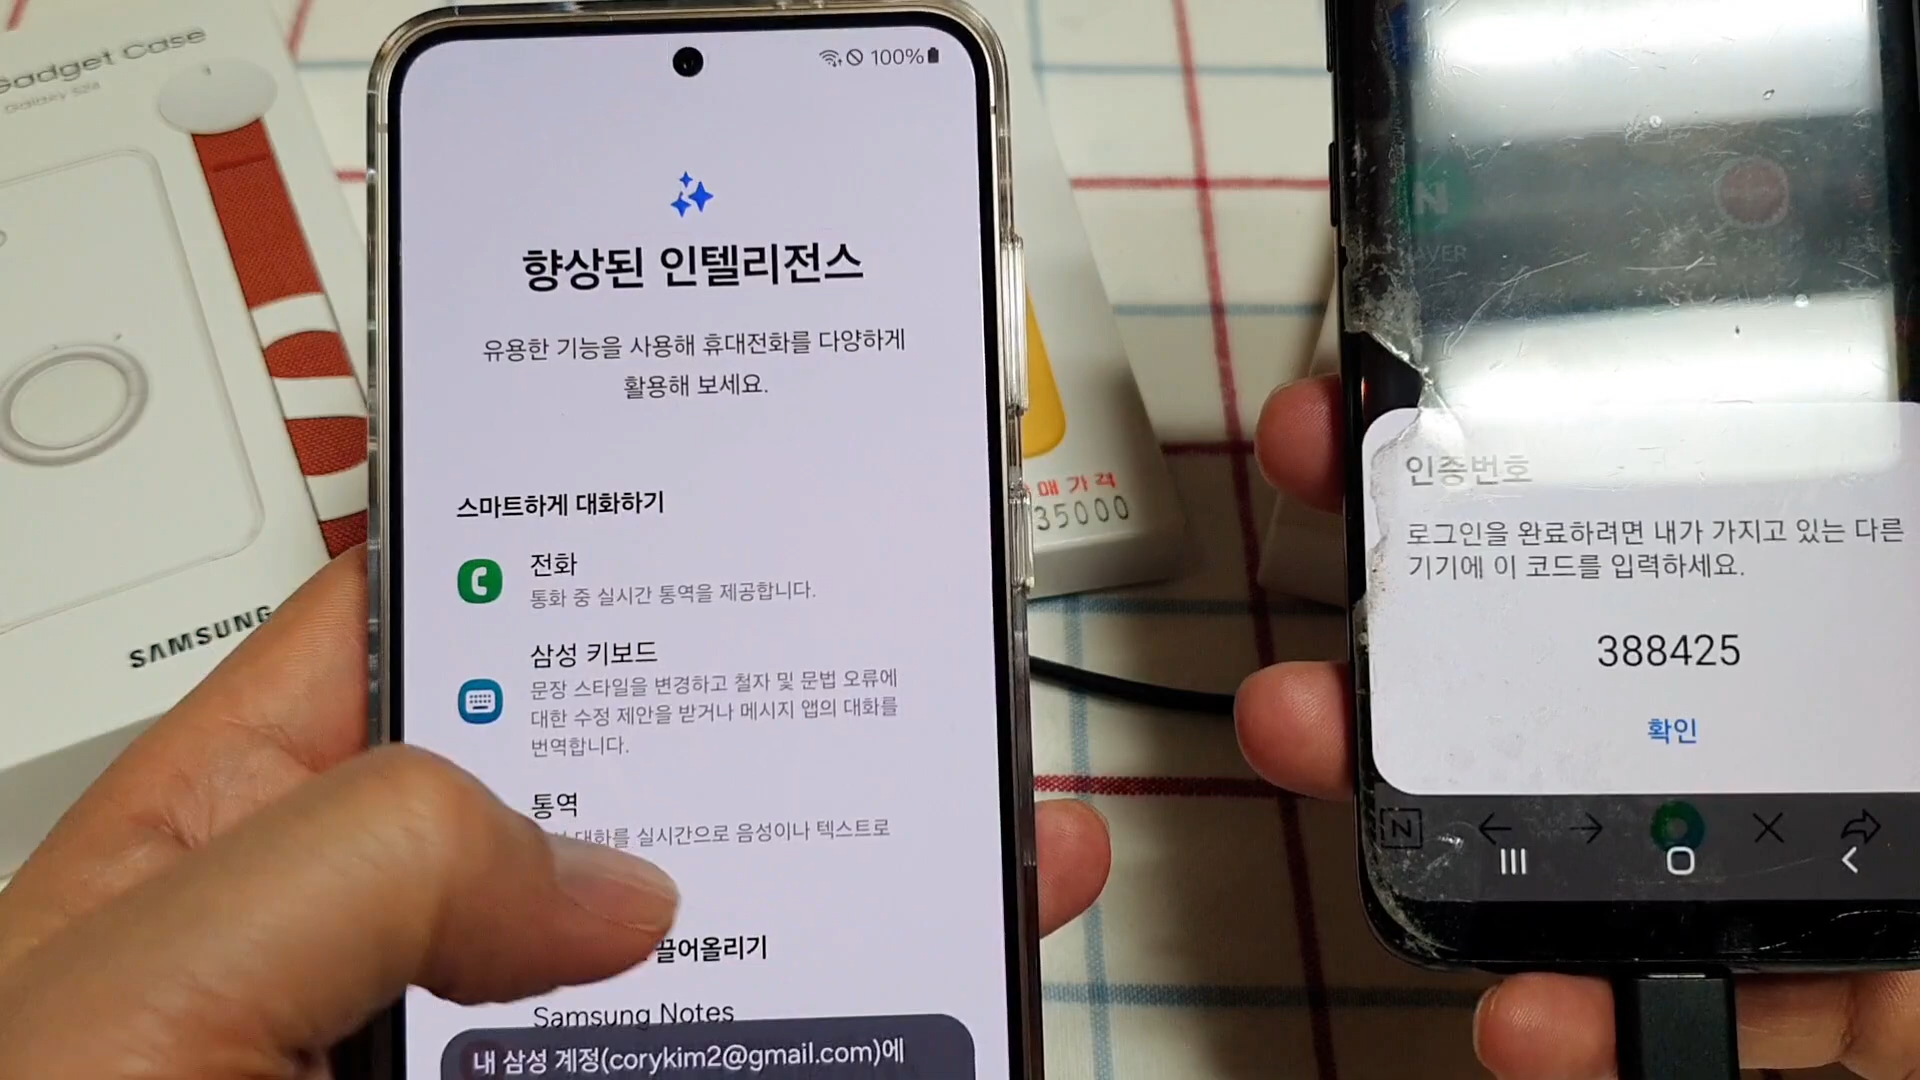 Gadget Case
Galaxy S24
SAMSUNG
100%
향상된 인텔리전스
유용한 기능을 사용해 휴대전화를 다양하게
활용해 보세요.
스마트하게 대화하기
전화
통화 중 실시간 통역을 제공합니다.
삼성 키보드
문장 스타일을 변경하고 철자 및 문법 오류에
대한 수정 제안을 받거나 메시지 앱의 대화를
번역합니다.
통역
대화를 실시간으로 음성이나 텍스트로
끌어올리기
Samsung Notes
내 삼성 계정(corykim2@gmail.com)에
매가격
35000
N
NAVER
인증번호
로그인을 완료하려면 내가 가지고 있는 다른
기기에 이 코드를 입력하세요.
388425
확인
N